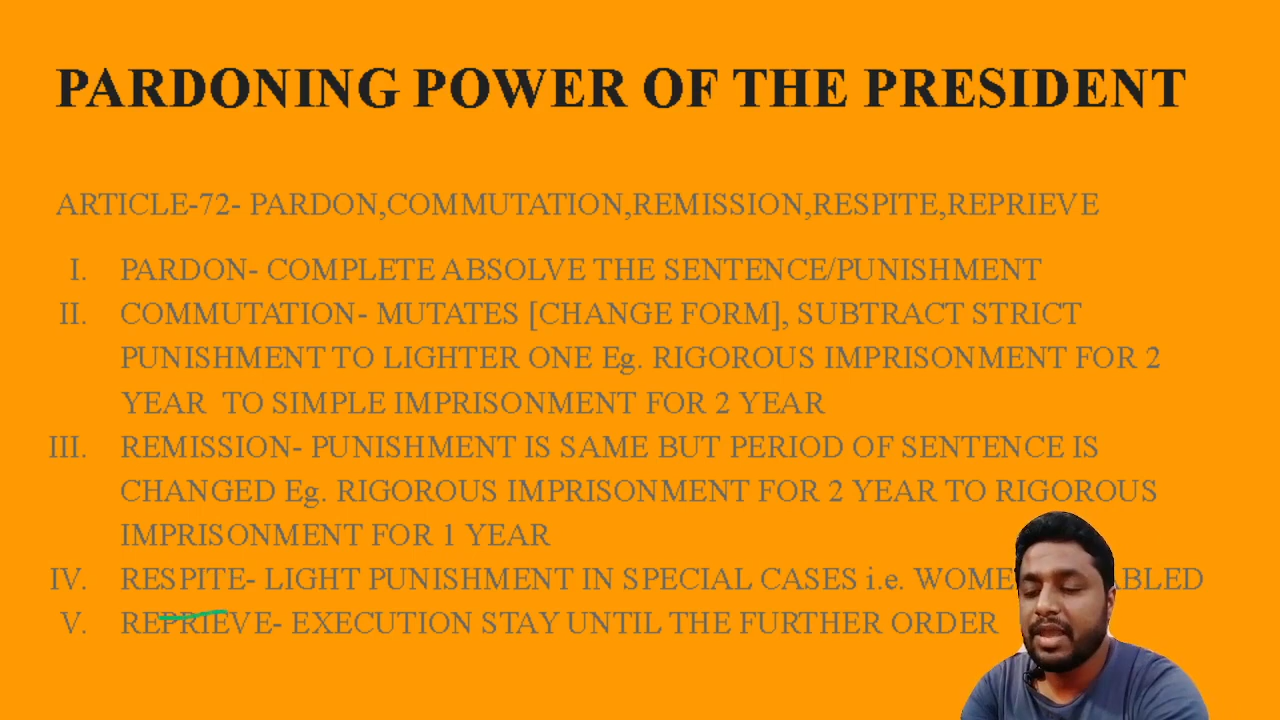 PARDONING POWER OF THE PRESIDENT
ARTICLE-72- PARDON,COMMUTATION,REMISSION,RESPITE,REPRIEVE
I. PARDON- COMPLETE ABSOLVE THE SENTENCE/PUNISHMENT
II. COMMUTATION- MUTATES [CHANGE FORM], SUBTRACT STRICT
PUNISHMENT TO LIGHTER ONE Eg. RIGOROUS IMPRISONMENT FOR 2
YEAR TO SIMPLE IMPRISONMENT FOR 2 YEAR
III. REMISSION- PUNISHMENT IS SAME BUT PERIOD OF SENTENCE IS
CHANGED Eg. RIGOROUS IMPRISONMENT FOR 2 YEAR TO RIGOROUS
IMPRISONMENT FOR 1 YEAR
IV. RESPITE- LIGHT PUNISHMENT IN SPECIAL CASES i.e.
V. REPRIEVE- EXECUTION STAY UNTIL THE FURTHER ORDER